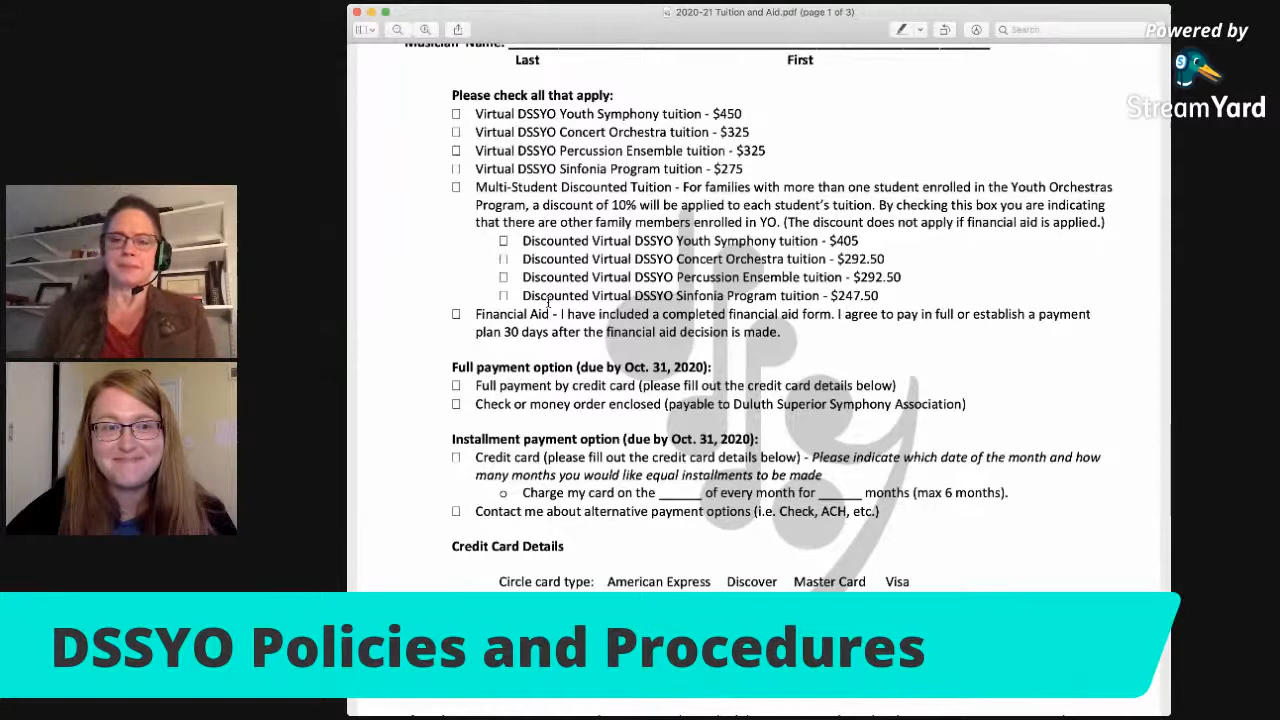 2020-21 Tuition and Aid.pdf (page 1 of 3)
Search
Powered by
StreamYard
Musician Name:
Last First
Please check all that apply:
Virtual DSSYO Youth Symphony tuition - $450
Virtual DSSYO Concert Orchestra tuition - $325
Virtual DSSYO Percussion Ensemble tuition - $325
Virtual DSSYO Sinfonia Program tuition - $275
Multi-Student Discounted Tuition - For families with more than one student enrolled in the Youth Orchestras
Program, a discount of 10% will be applied to each student's tuition. By checking this box you are indicating
that there are other family members enrolled in YO. (The discount does not apply if financial aid is applied.)
Discounted Virtual DSSYO Youth Symphony tuition - $405
Discounted Virtual DSSYO Concert Orchestra tuition - $292.50
Discounted Virtual DSSYO Percussion Ensemble tuition - $292.50
Discounted Virtual DSSYO Sinfonia Program tuition - $247.50
Financial Aid - I have included a completed financial aid form. I agree to pay in full or establish a payment
plan 30 days after the financial aid decision is made.
Full payment option (due by Oct. 31, 2020):
Full payment by credit card (please fill out the credit card details below)
Check or money order enclosed (payable to Duluth Superior Symphony Association)
Installment payment option (due by Oct. 31, 2020):
Credit card (please fill out the credit card details below) - Please indicate which date of the month and how
many months you would like equal installments to be made
Charge my card on the ______ of every month for ______ months (max 6 months).
Contact me about alternative payment options (i.e. Check, ACH, etc.)
Credit Card Details
Circle card type: American Express Discover Master Card Visa
DSSYO Policies and Procedures